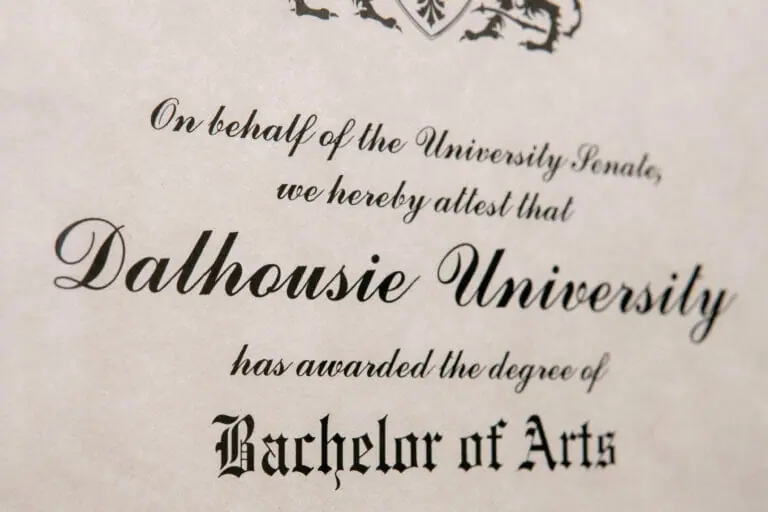 On behalf of the University Senate,
we hereby attest that
Dalhousie University
has awarded the degree of
Bachelor of Arts